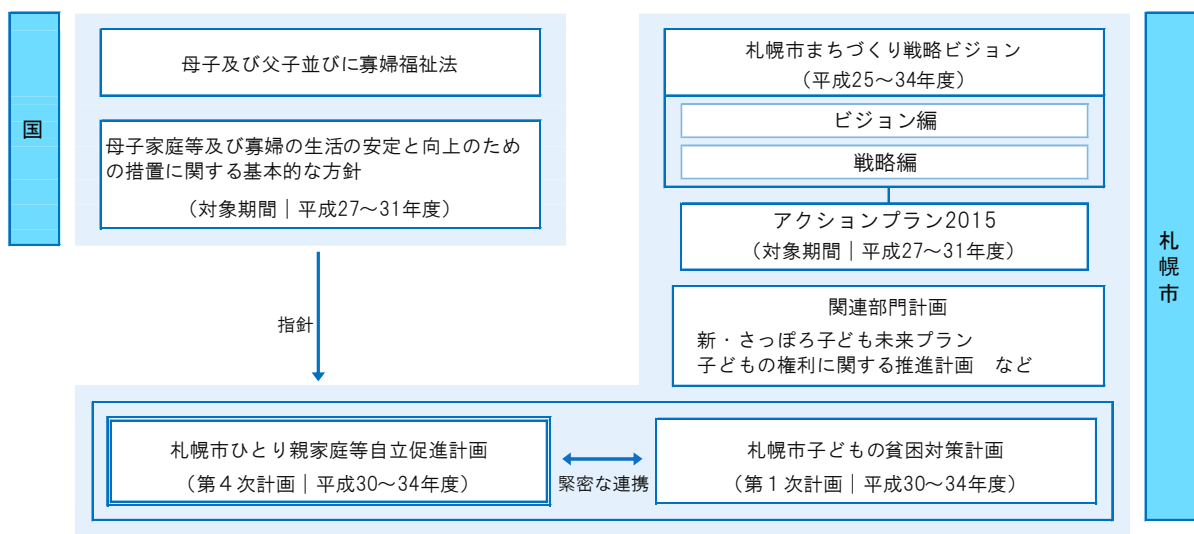 国
母子及び父子並びに寡婦福祉法
母子家庭等及び寡婦の生活の安定と向上のため
の措置に関する基本的な方針
（対象期間｜平成27～31年度）
指針
札幌市まちづくり戦略ビジョン
（平成25～34年度）
ビジョン編
戦略編
アクションプラン2015
（対象期間｜平成27～31年度）
関連部門計画
新・さっぽろ子ども未来プラン
子どもの権利に関する推進計画　など
札幌市
札幌市ひとり親家庭等自立促進計画
（第４次計画｜平成30～34年度）
緊密な連携
札幌市子どもの貧困対策計画
（第１次計画｜平成30～34年度）